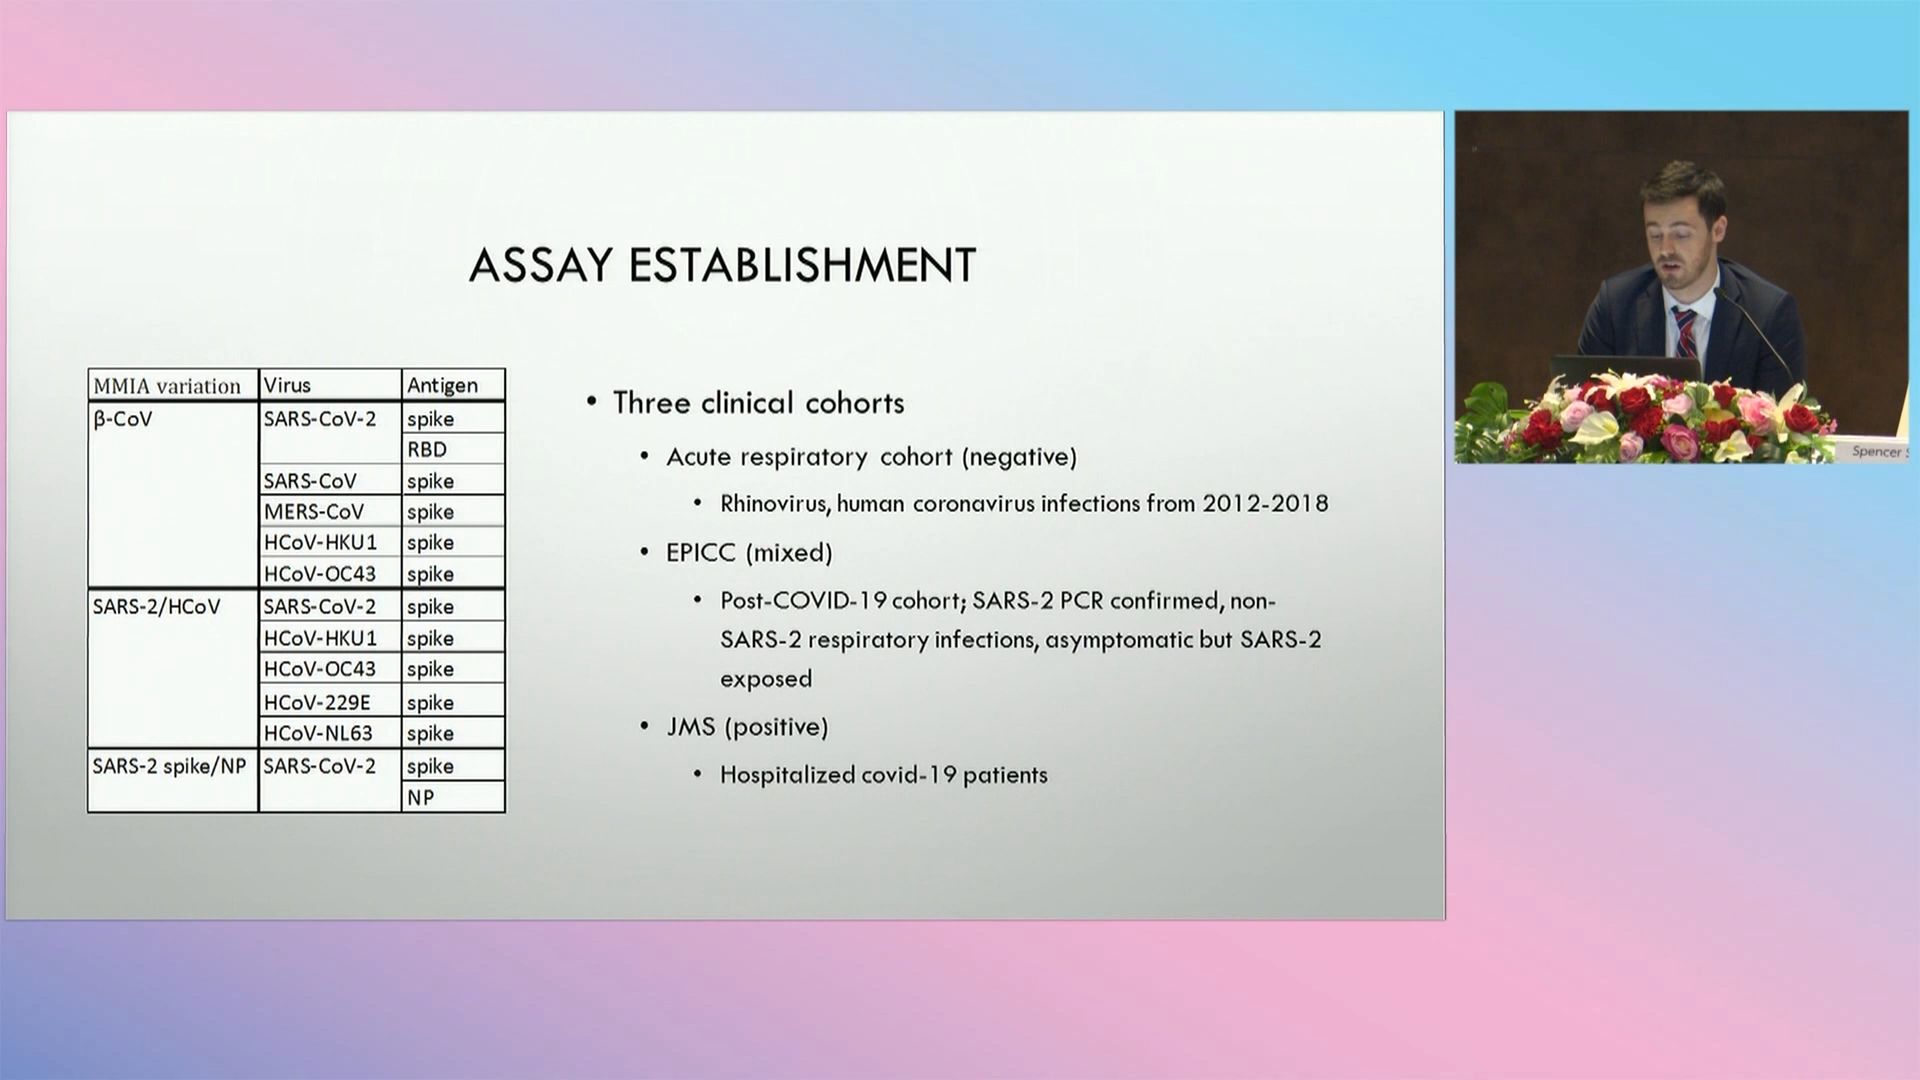 ASSAY ESTABLISHMENT
MMIA variation Virus Antigen
β-CoV SARS-CoV-2 spike
RBD
SARS-CoV spike
MERS-CoV spike
HCoV-HKU1 spike
HCoV-OC43 spike
SARS-2/HCoV SARS-CoV-2 spike
HCoV-HKU1 spike
HCoV-OC43 spike
HCoV-229E spike
HCoV-NL63 spike
SARS-2 spike/NP SARS-CoV-2 spike
NP
• Three clinical cohorts
• Acute respiratory cohort (negative)
• Rhinovirus, human coronavirus infections from 2012-2018
• EPICC (mixed)
• Post-COVID-19 cohort; SARS-2 PCR confirmed, non-
SARS-2 respiratory infections, asymptomatic but SARS-2
exposed
• JMS (positive)
• Hospitalized covid-19 patients
Spencer